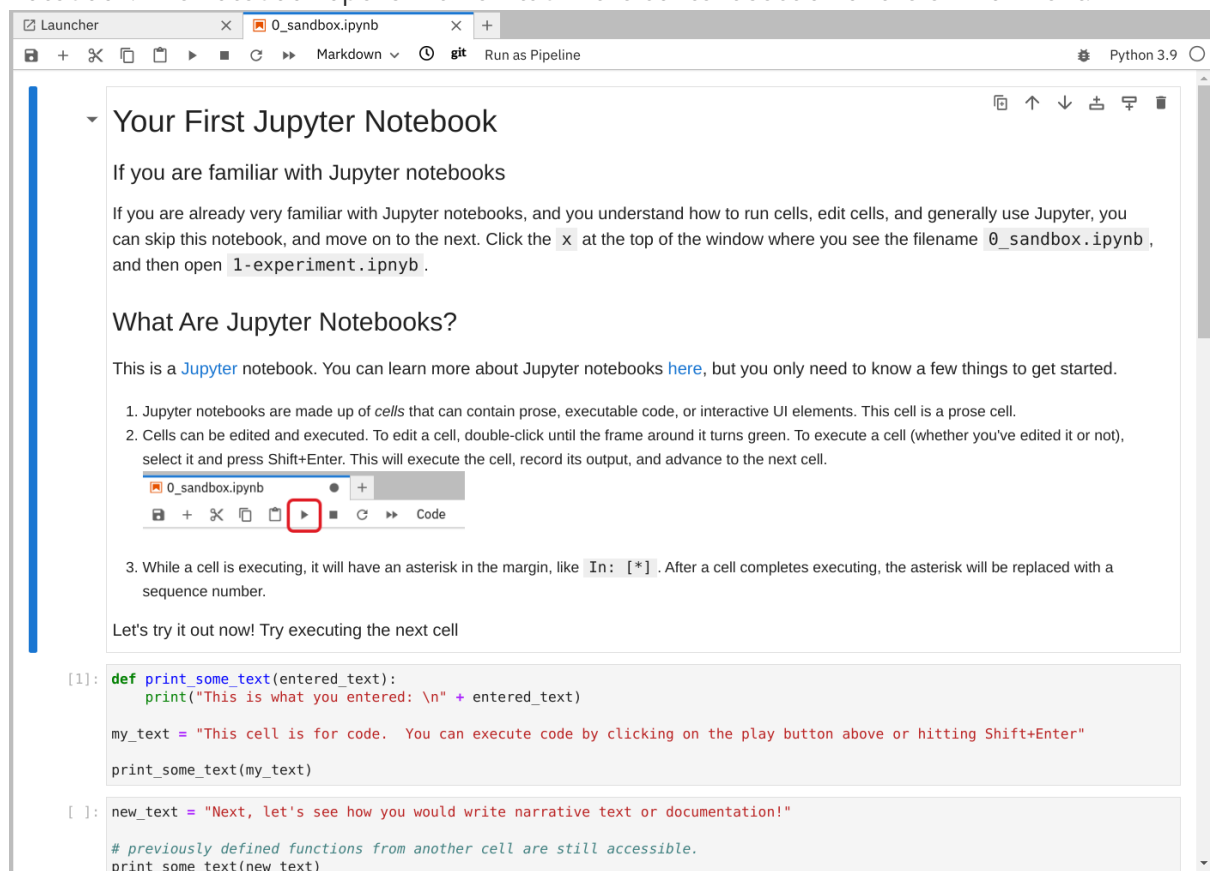 Launcher
0_sandbox.ipynb
Markdown
git
Run as Pipeline
Python 3.9
Your First Jupyter Notebook
If you are familiar with Jupyter notebooks
If you are already very familiar with Jupyter notebooks, and you understand how to run cells, edit cells, and generally use Jupyter, you
can skip this notebook, and move on to the next. Click the x at the top of the window where you see the filename 0_sandbox.ipynb ,
and then open 1-experiment.ipnyb .
What Are Jupyter Notebooks?
This is a Jupyter notebook. You can learn more about Jupyter notebooks here, but you only need to know a few things to get started.
1. Jupyter notebooks are made up of cells that can contain prose, executable code, or interactive UI elements. This cell is a prose cell.
2. Cells can be edited and executed. To edit a cell, double-click until the frame around it turns green. To execute a cell (whether you've edited it or not),
select it and press Shift+Enter. This will execute the cell, record its output, and advance to the next cell.
0_sandbox.ipynb
Code
3. While a cell is executing, it will have an asterisk in the margin, like In: [*] . After a cell completes executing, the asterisk will be replaced with a
sequence number.
Let's try it out now! Try executing the next cell
[1]: def print_some_text(entered_text):
print("This is what you entered: \n" + entered_text)
my_text = "This cell is for code.  You can execute code by clicking on the play button above or hitting Shift+Enter"
print_some_text(my_text)
[ ]: new_text = "Next, let's see how you would write narrative text or documentation!"
# previously defined functions from another cell are still accessible.
print_some_text(new_text)